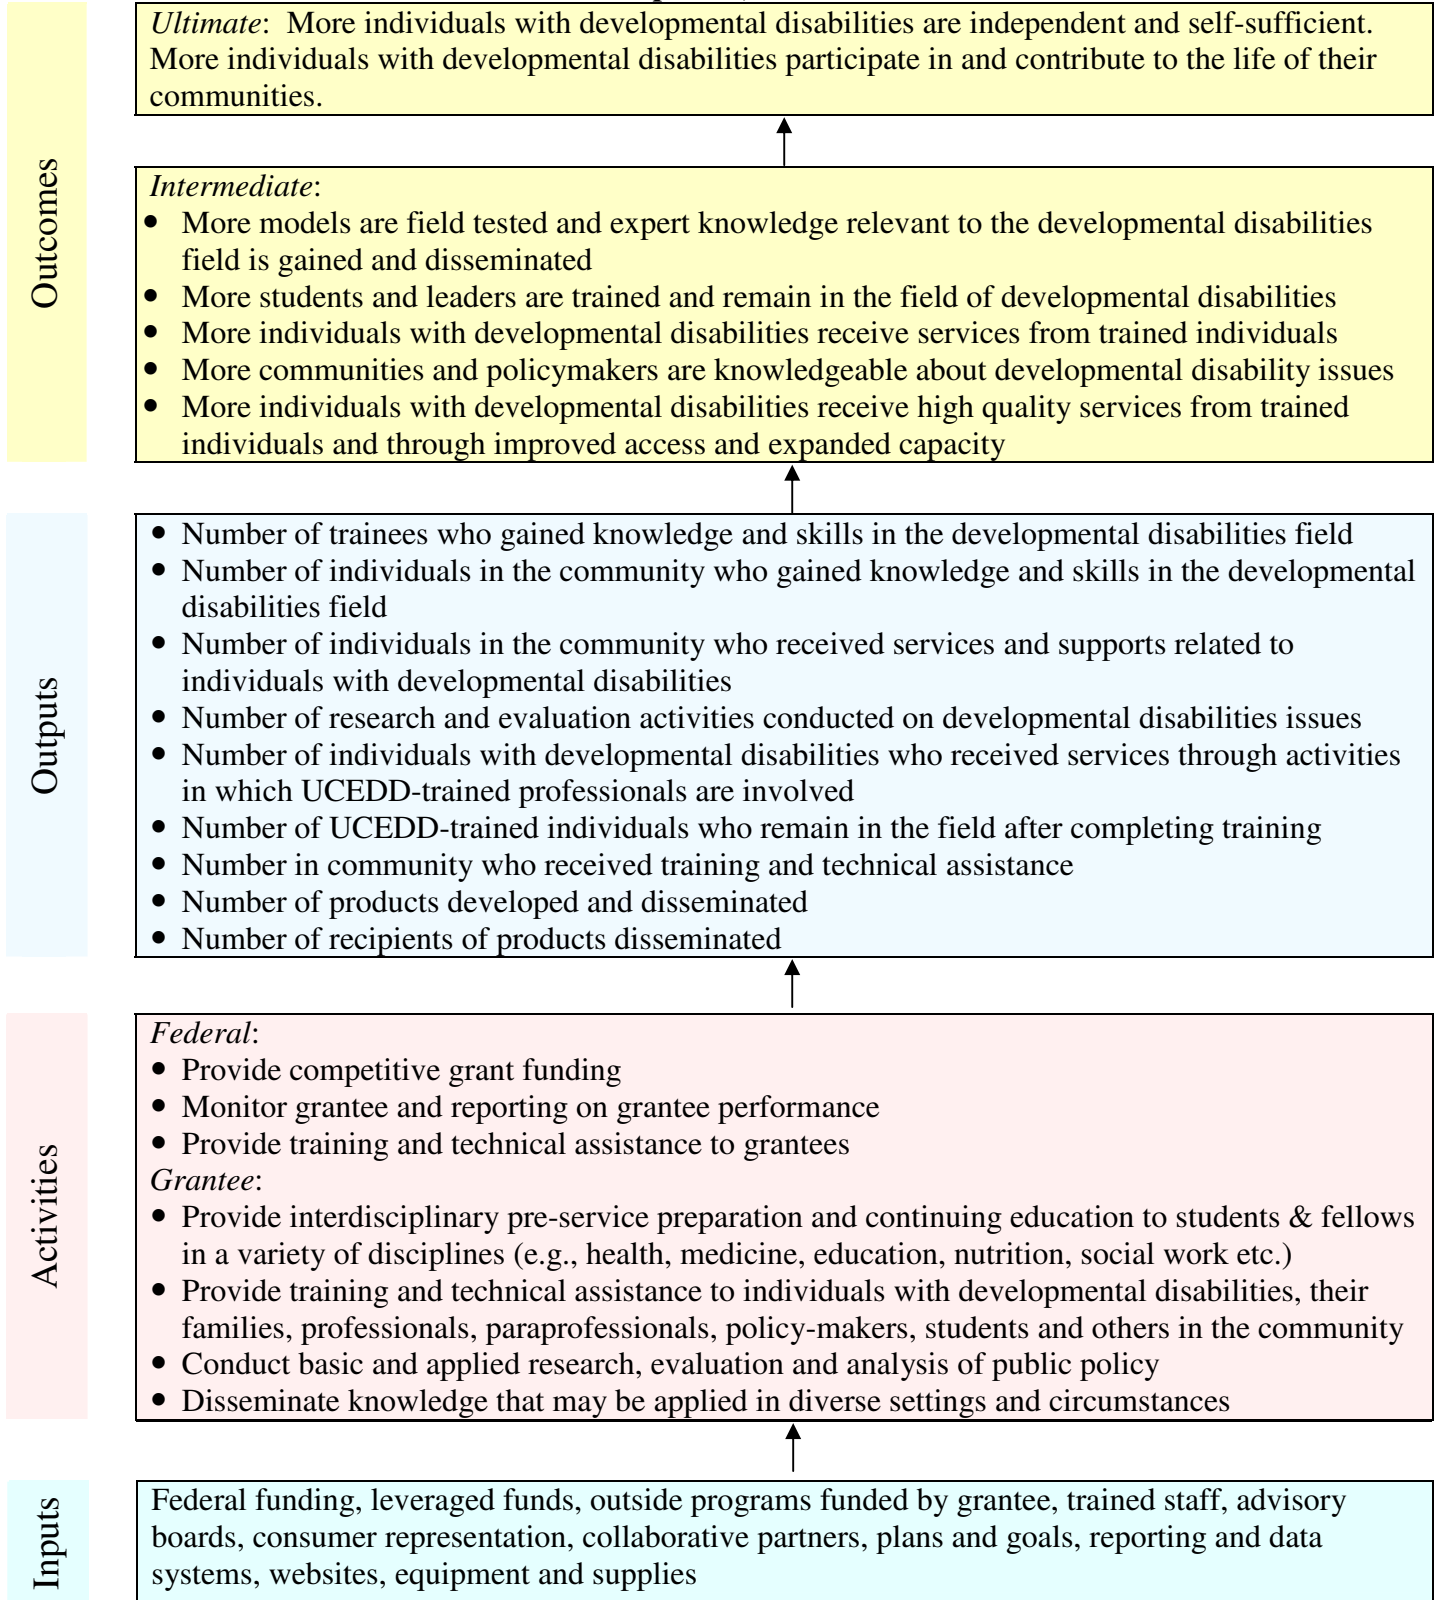 Outcomes
Ultimate:  More individuals with developmental disabilities are independent and self-sufficient.
More individuals with developmental disabilities participate in and contribute to the life of their
communities.
Intermediate:
• More models are field tested and expert knowledge relevant to the developmental disabilities
field is gained and disseminated
• More students and leaders are trained and remain in the field of developmental disabilities
• More individuals with developmental disabilities receive services from trained individuals
• More communities and policymakers are knowledgeable about developmental disability issues
• More individuals with developmental disabilities receive high quality services from trained
individuals and through improved access and expanded capacity
Outputs
• Number of trainees who gained knowledge and skills in the developmental disabilities field
• Number of individuals in the community who gained knowledge and skills in the developmental
disabilities field
• Number of individuals in the community who received services and supports related to
individuals with developmental disabilities
• Number of research and evaluation activities conducted on developmental disabilities issues
• Number of individuals with developmental disabilities who received services through activities
in which UCEDD-trained professionals are involved
• Number of UCEDD-trained individuals who remain in the field after completing training
• Number in community who received training and technical assistance
• Number of products developed and disseminated
• Number of recipients of products disseminated
Activities
Federal:
• Provide competitive grant funding
• Monitor grantee and reporting on grantee performance
• Provide training and technical assistance to grantees
Grantee:
• Provide interdisciplinary pre-service preparation and continuing education to students & fellows
in a variety of disciplines (e.g., health, medicine, education, nutrition, social work etc.)
• Provide training and technical assistance to individuals with developmental disabilities, their
families, professionals, paraprofessionals, policy-makers, students and others in the community
• Conduct basic and applied research, evaluation and analysis of public policy
• Disseminate knowledge that may be applied in diverse settings and circumstances
Inputs
Federal funding, leveraged funds, outside programs funded by grantee, trained staff, advisory
boards, consumer representation, collaborative partners, plans and goals, reporting and data
systems, websites, equipment and supplies